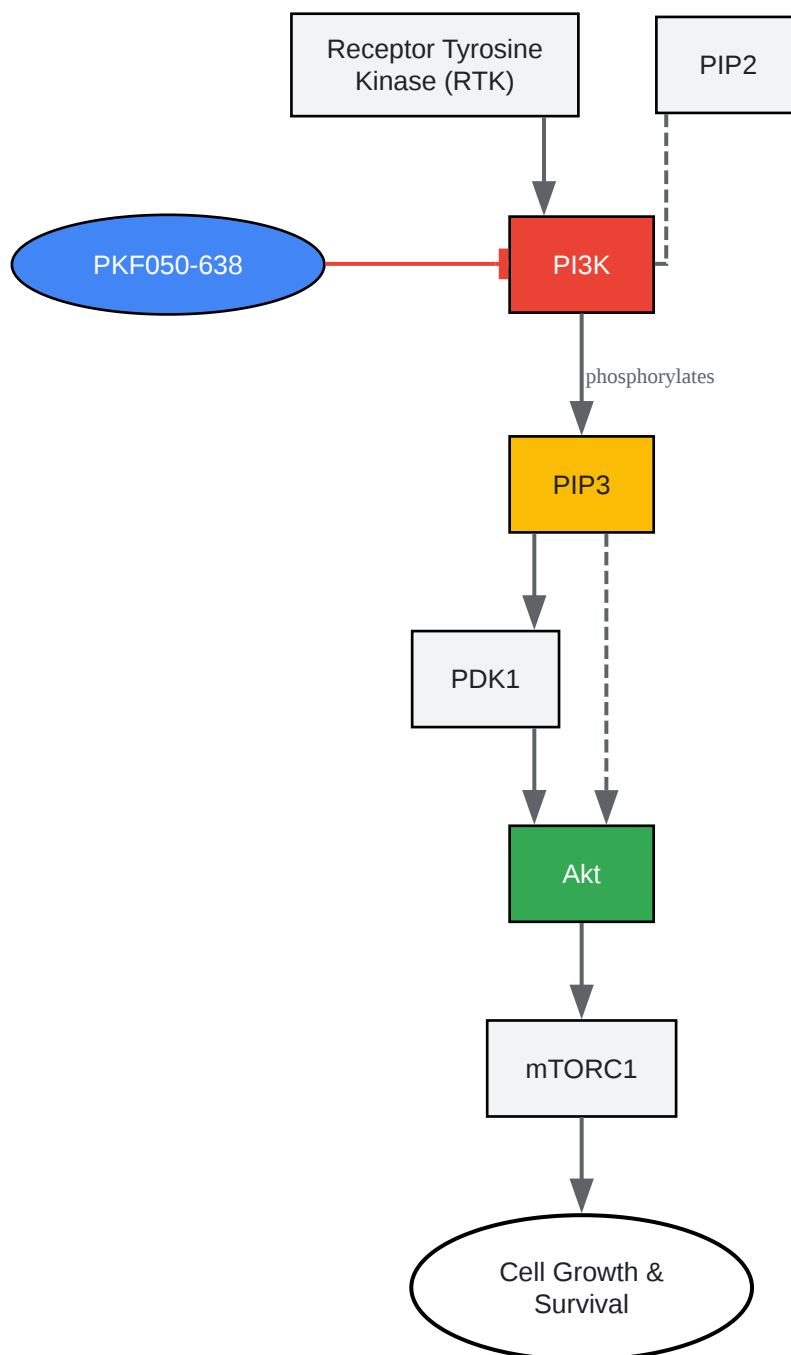 Receptor Tyrosine
Kinase (RTK)
PIP2
PKF050-638
PI3K
phosphorylates
PIP3
PDK1
Akt
mTORC1
Cell Growth &
Survival